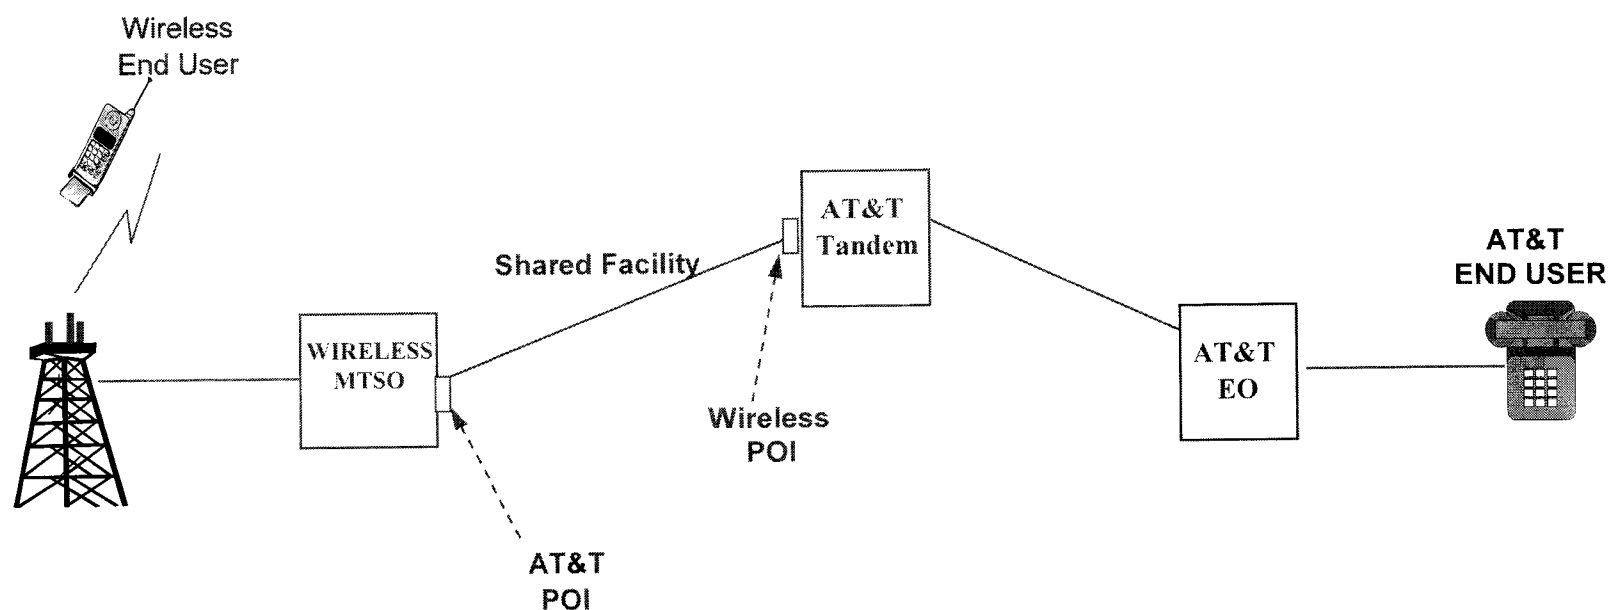 Wireless
End User
AT&T
Tandem
Shared Facility
AT&T
END USER
WIRELESS
MTSO
AT&T
EO
Wireless
POI
AT&T
POI